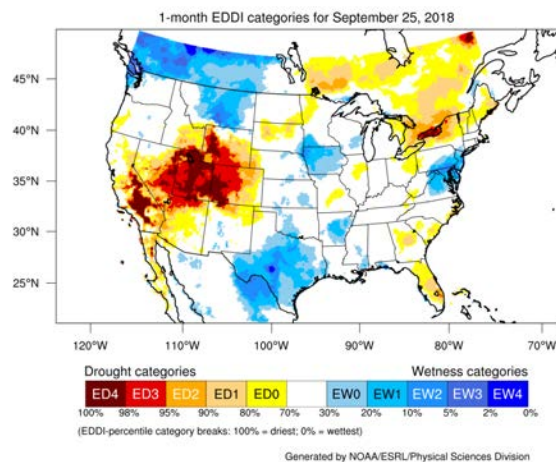 1-month EDDI categories for September 25, 2018
45°N
40°N
35°N
30°N
25°N
120°W 110°W 100°W 90°W 80°W 70°W
Drought categories Wetness categories
ED4 ED3 ED2 ED1 ED0 EW0 EW1 EW2 EW3 EW4
100% 98% 95% 90% 80% 70% 30% 20% 10% 5% 2% 0%
(EDDI-percentile category breaks: 100% = driest; 0% = wettest)
Generated by NOAA/ESRL/Physical Sciences Division